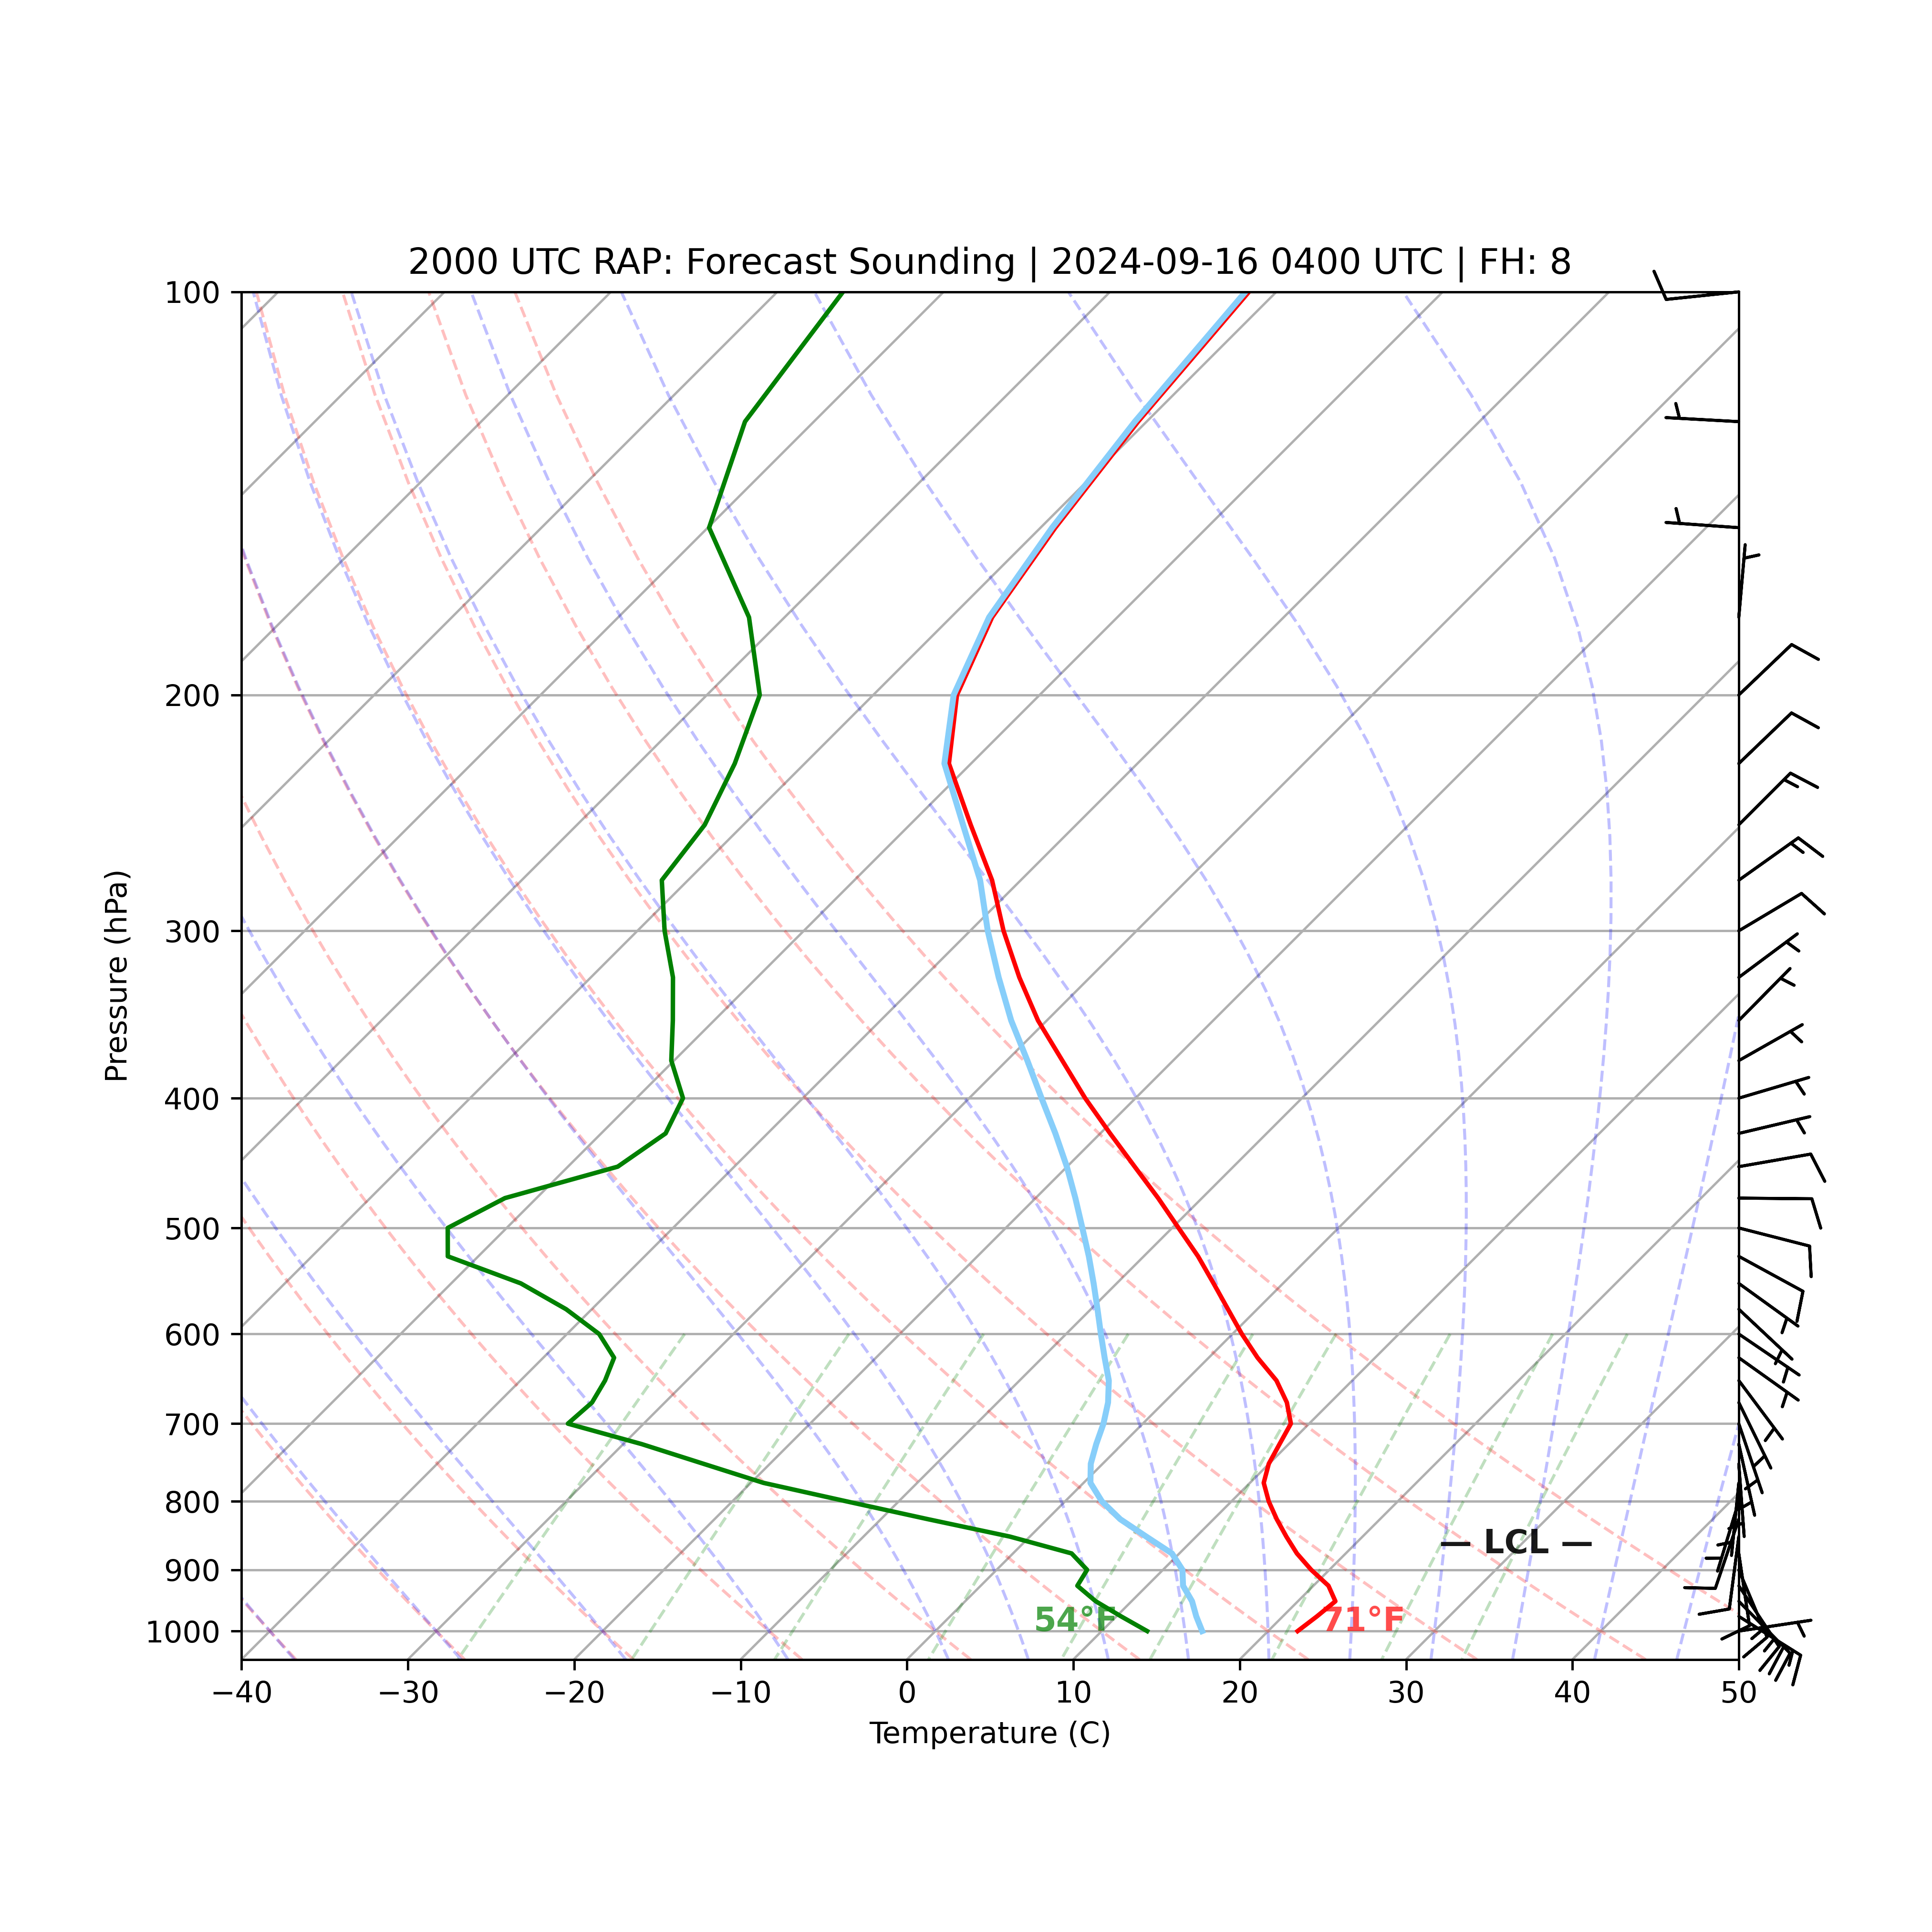 2000 UTC RAP: Forecast Sounding | 2024-09-16 0400 UTC | FH: 8
100
200
300
400
500
600
700
800
900
1000
Pressure (hPa)
— LCL —
54°F
71°F
−40 −30 −20 −10 0 10 20 30 40 50
Temperature (C)